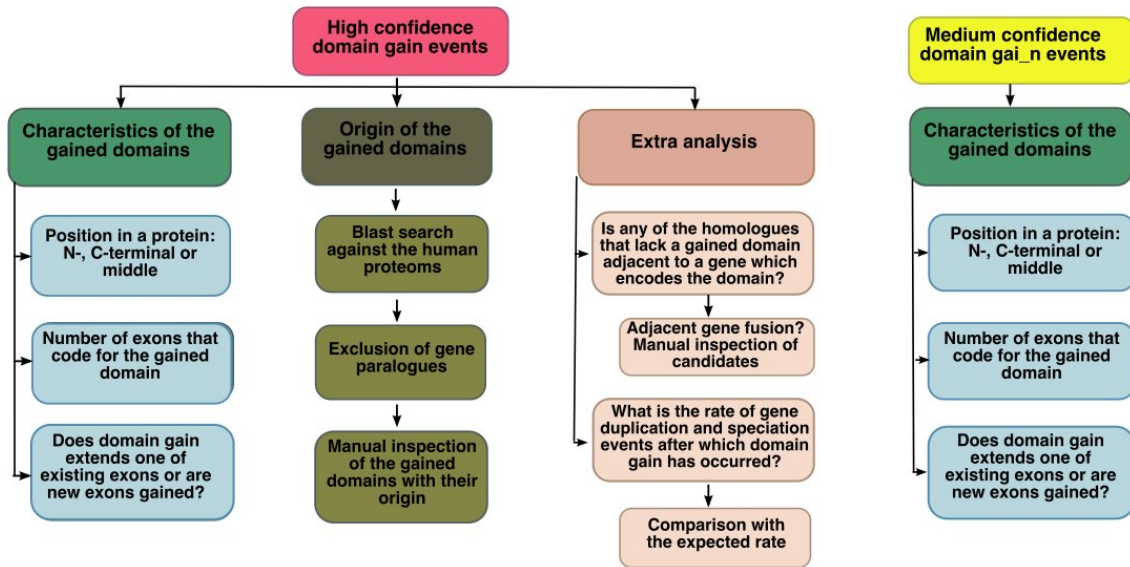 High confidence
domain gain events
Medium confidence
domain gai_n events
Characteristics of the
gained domains
Origin of the
gained domains
Extra analysis
Characteristics of the
gained domains
Position in a protein:
N-, C-terminal or
middle
Number of exons that
code for the gained
domain
Does domain gain
extends one of
existing exons or are
new exons gained?
Blast search
against the human
proteoms
Exclusion of gene
paralogues
Manual inspection
of the gained
domains with their
origin
Is any of the homologues
that lack a gained domain
adjacent to a gene which
encodes the domain?
Adjacent gene fusion?
Manual inspection of
candidates
What is the rate of gene
duplication and speciation
events after which domain
gain has occurred?
Comparison with
the expected rate
Position in a protein:
N-, C-terminal or
middle
Number of exons that
code for the gained
domain
Does domain gain
extends one of
existing exons or are
new exons gained?